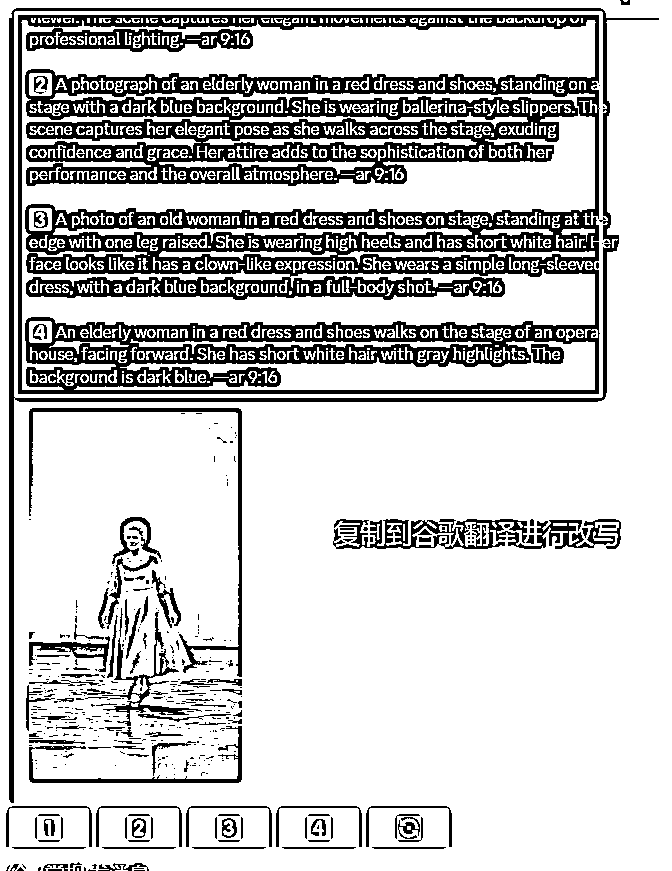 viewer. The scene captures her elegant movements against the backdrop of
professional lighting. —ar 9:16
2 A photograph of an elderly woman in a red dress and shoes, standing on a
stage with a dark blue background. She is wearing ballerina-style slippers. The
scene captures her elegant pose as she walks across the stage, exuding
confidence and grace. Her attire adds to the sophistication of both her
performance and the overall atmosphere. —ar 9:16
3 A photo of an old woman in a red dress and shoes on stage, standing at the
edge with one leg raised. She is wearing high heels and has short white hair. Her
face looks like it has a clown-like expression. She wears a simple long-sleeved
dress, with a dark blue background, in a full-body shot. —ar 9:16
4 An elderly woman in a red dress and shoes walks on the stage of an opera
house, facing forward. She has short white hair with gray highlights. The
background is dark blue. —ar 9:16
复制到谷歌翻译进行改写
1 2 3 4